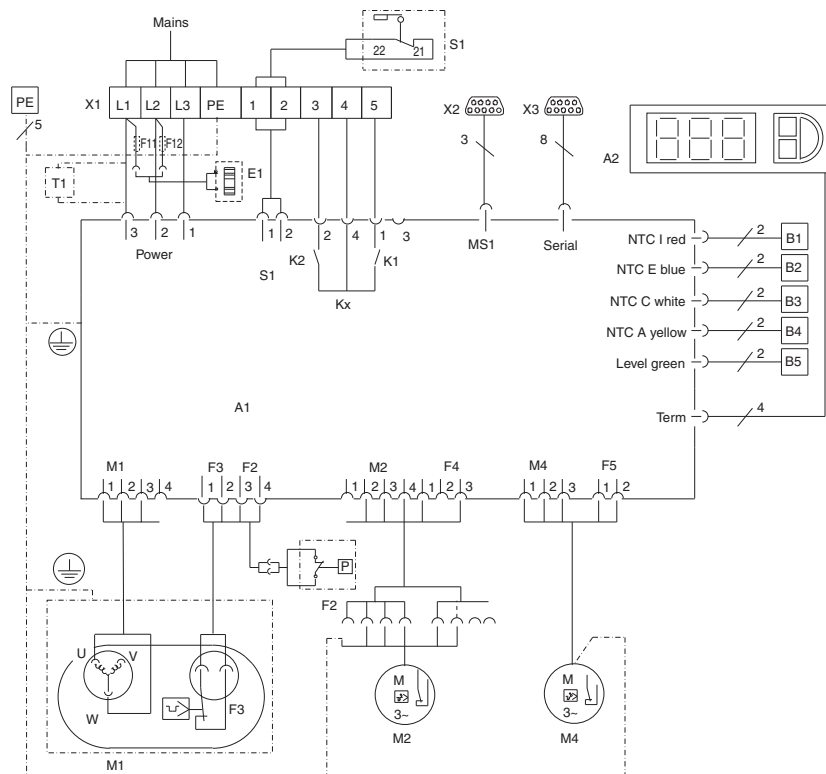 Mains
22 21 S1
PE
X1 L1 L2 L3 PE 1 2 3 4 5
X2 X3
5
F11 F12
3 8
A2
T1
E1
3 2 1
1 2
2 4 1 3
Power
S1
K2 K1
MS1 Serial
Kx
NTC I red 2 B1
NTC E blue 2 B2
NTC C white 2 B3
NTC A yellow 2 B4
Level green 2 B5
A1
Term 4
M1 F3 F2 M2 F4 M4 F5
1 2 3 4 1 2 3 4 1 2 3 4 1 2 3 1 2 3 1 2
P
F2
U V
W F3
M M
3~ 3~
M2 M4
M1